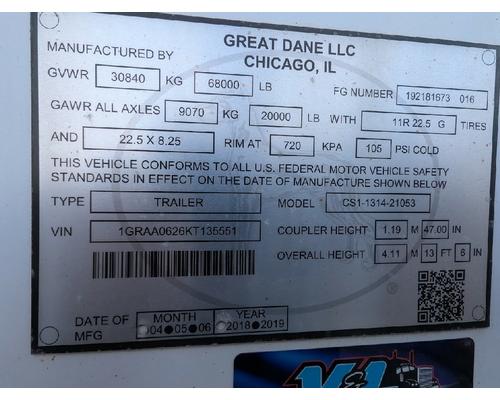 MANUFACTURED BY GREAT DANE LLC
CHICAGO, IL
GVWR 30840 KG 68000 LB FG NUMBER 192181673 016
GAWR ALL AXLES 9070 KG 20000 LB WITH 11R 22.5 G TIRES
AND 22.5 X 8.25 RIM AT 720 KPA 105 PSI COLD
THIS VEHICLE CONFORMS TO ALL U.S. FEDERAL MOTOR VEHICLE SAFETY
STANDARDS IN EFFECT ON THE DATE OF MANUFACTURE SHOWN BELOW
TYPE TRAILER MODEL CS1-1314-21053
VIN 1GRAA0626KT135551 COUPLER HEIGHT 1.19 M 47.00 IN
OVERALL HEIGHT 4.11 M 13 FT 6 IN
DATE OF MFG MONTH YEAR
04 05 06 2018 2019